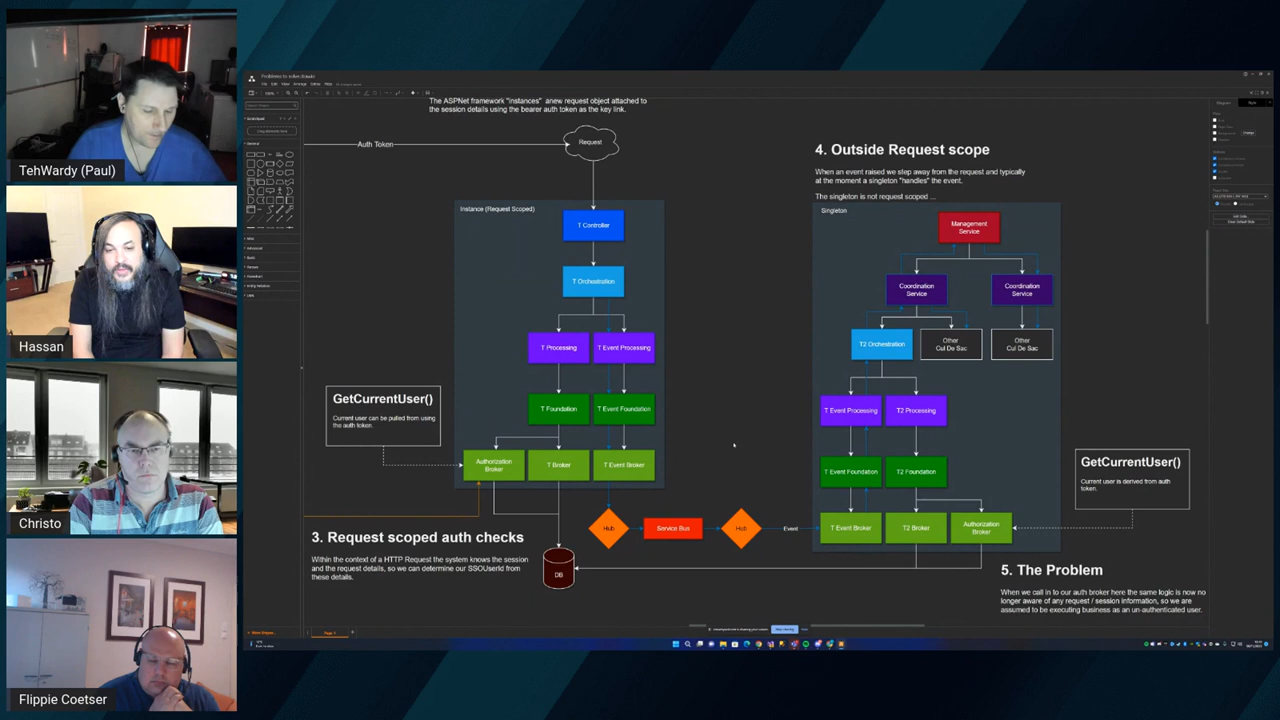 TehWardy (Paul)
Hassan
Christo
Flippie Coetser
The ASPNet framework "instances" anew request object attached to
the session details using the bearer auth token as the key link.
Auth Token
Request
Instance (Request Scoped)
T Controller
T Orchestration
T Processing
T Event Processing
T Foundation
T Event Foundation
Authorization
Broker
T Broker
T Event Broker
GetCurrentUser()
Current user can be pulled from using
the auth token.
3. Request scoped auth checks
Within the context of a HTTP Request the system knows the session
and the request details, so we can determine our SSOUserId from
these details.
DB
Hub
Service Bus
Hub
Event
4. Outside Request scope
When an event raised we step away from the request and typically
at the moment a singleton "handles" the event.
The singleton is not request scoped ...
Singleton
Management
Service
Coordination
Service
Coordination
Service
T2 Orchestration
Other
Cul De Sac
Other
Cul De Sac
T Event Processing
T2 Processing
T Event Foundation
T2 Foundation
T Event Broker
T2 Broker
Authorization
Broker
GetCurrentUser()
Current user is derived from auth
token.
5. The Problem
When we call in to our auth broker here the same logic is now no
longer aware of any request / session information, so we are
assumed to be executing business as an un-authenticated user.
Page 1